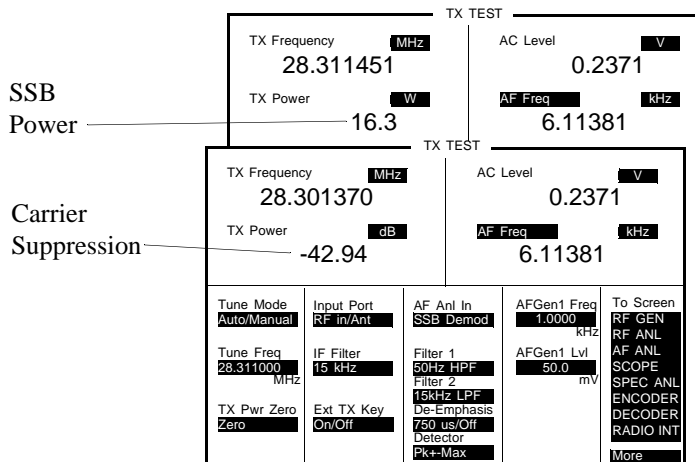 TX TEST
TX Frequency MHz AC Level V
28.311451 0.2371
SSB
Power
TX Power W AF Freq kHz
16.3 6.11381
TX TEST
TX Frequency MHz AC Level V
28.301370 0.2371
Carrier
Suppression
TX Power dB AF Freq kHz
-42.94 6.11381
Tune Mode
Auto/Manual
Tune Freq
28.311000
MHz
TX Pwr Zero
Zero
Input Port
RF in/Ant
IF Filter
15 kHz
Ext TX Key
On/Off
AF Anl In
SSB Demod
Filter 1
50Hz HPF
Filter 2
15kHz LPF
De-Emphasis
750 us/Off
Detector
Pk+-Max
AFGen1 Freq
1.0000
kHz
AFGen1 Lvl
50.0
mV
To Screen
RF GEN
RF ANL
AF ANL
SCOPE
SPEC ANL
ENCODER
DECODER
RADIO INT
More